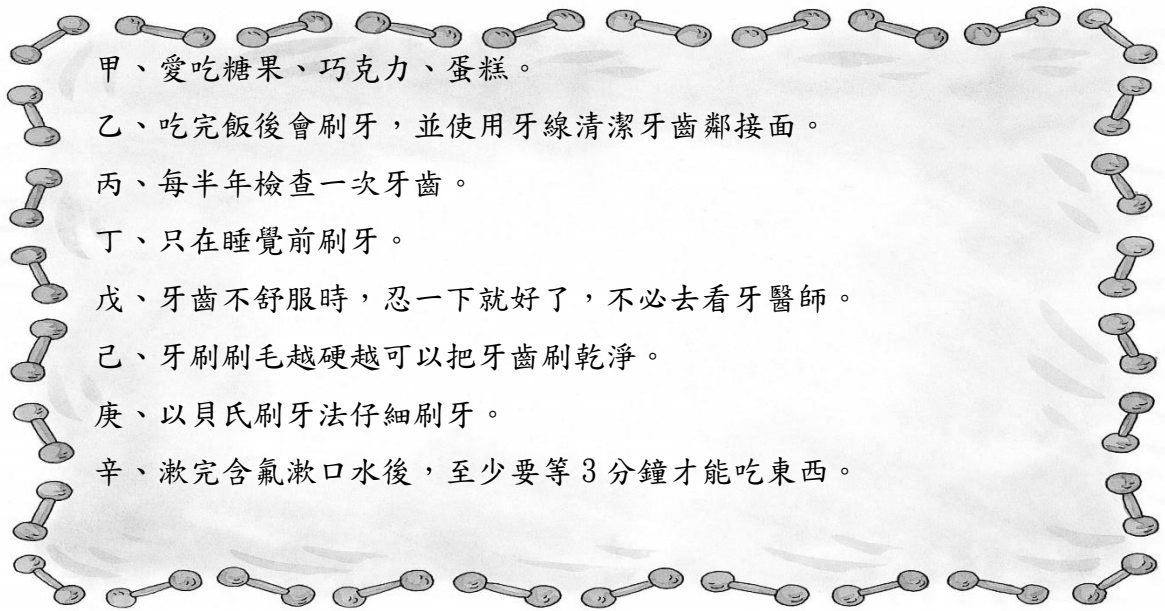 甲、愛吃糖果、巧克力、蛋糕。
乙、吃完飯後會刷牙，並使用牙線清潔牙齒鄰接面。
丙、每半年檢查一次牙齒。
丁、只在睡覺前刷牙。
戊、牙齒不舒服時，忍一下就好了，不必去看牙醫師。
己、牙刷刷毛越硬越可以把牙齒刷乾淨。
庚、以貝氏刷牙法仔細刷牙。
辛、漱完含氟漱口水後，至少要等3分鐘才能吃東西。